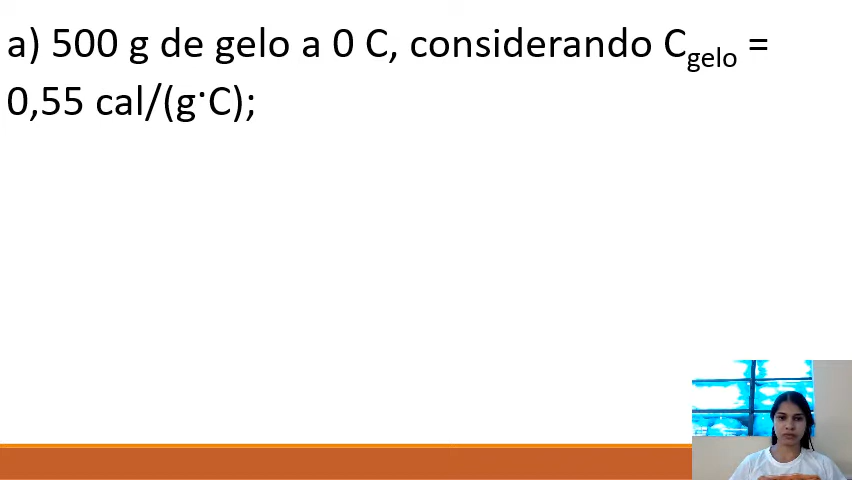 a) 500 g de gelo a 0 C, considerando Cgelo =
0,55 cal/(g˙C);